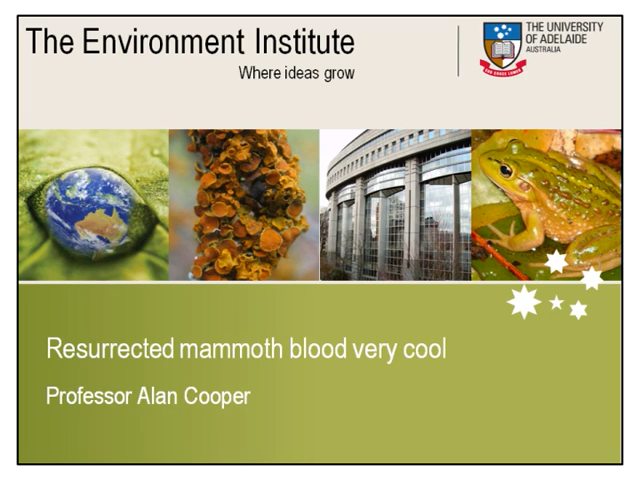 The Environment Institute
Where ideas grow
THE UNIVERSITY
OF ADELAIDE
AUSTRALIA
Resurrected mammoth blood very cool
Professor Alan Cooper